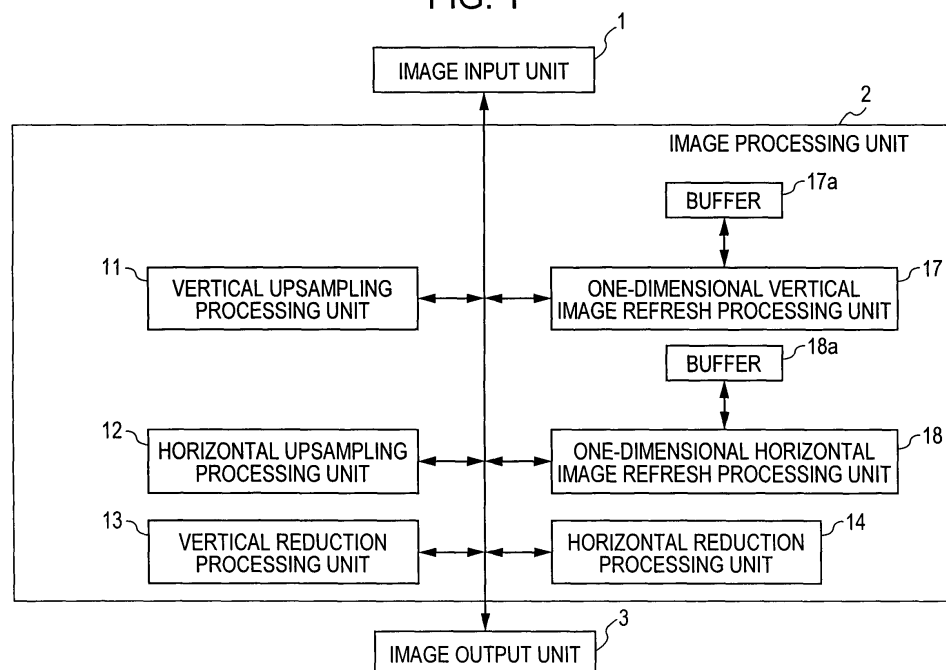 FIG. 1
1
IMAGE INPUT UNIT
2
IMAGE PROCESSING UNIT
17a
BUFFER
11
VERTICAL UPSAMPLING
PROCESSING UNIT
17
ONE-DIMENSIONAL VERTICAL
IMAGE REFRESH PROCESSING UNIT
18a
BUFFER
12
HORIZONTAL UPSAMPLING
PROCESSING UNIT
18
ONE-DIMENSIONAL HORIZONTAL
IMAGE REFRESH PROCESSING UNIT
13
VERTICAL REDUCTION
PROCESSING UNIT
14
HORIZONTAL REDUCTION
PROCESSING UNIT
3
IMAGE OUTPUT UNIT